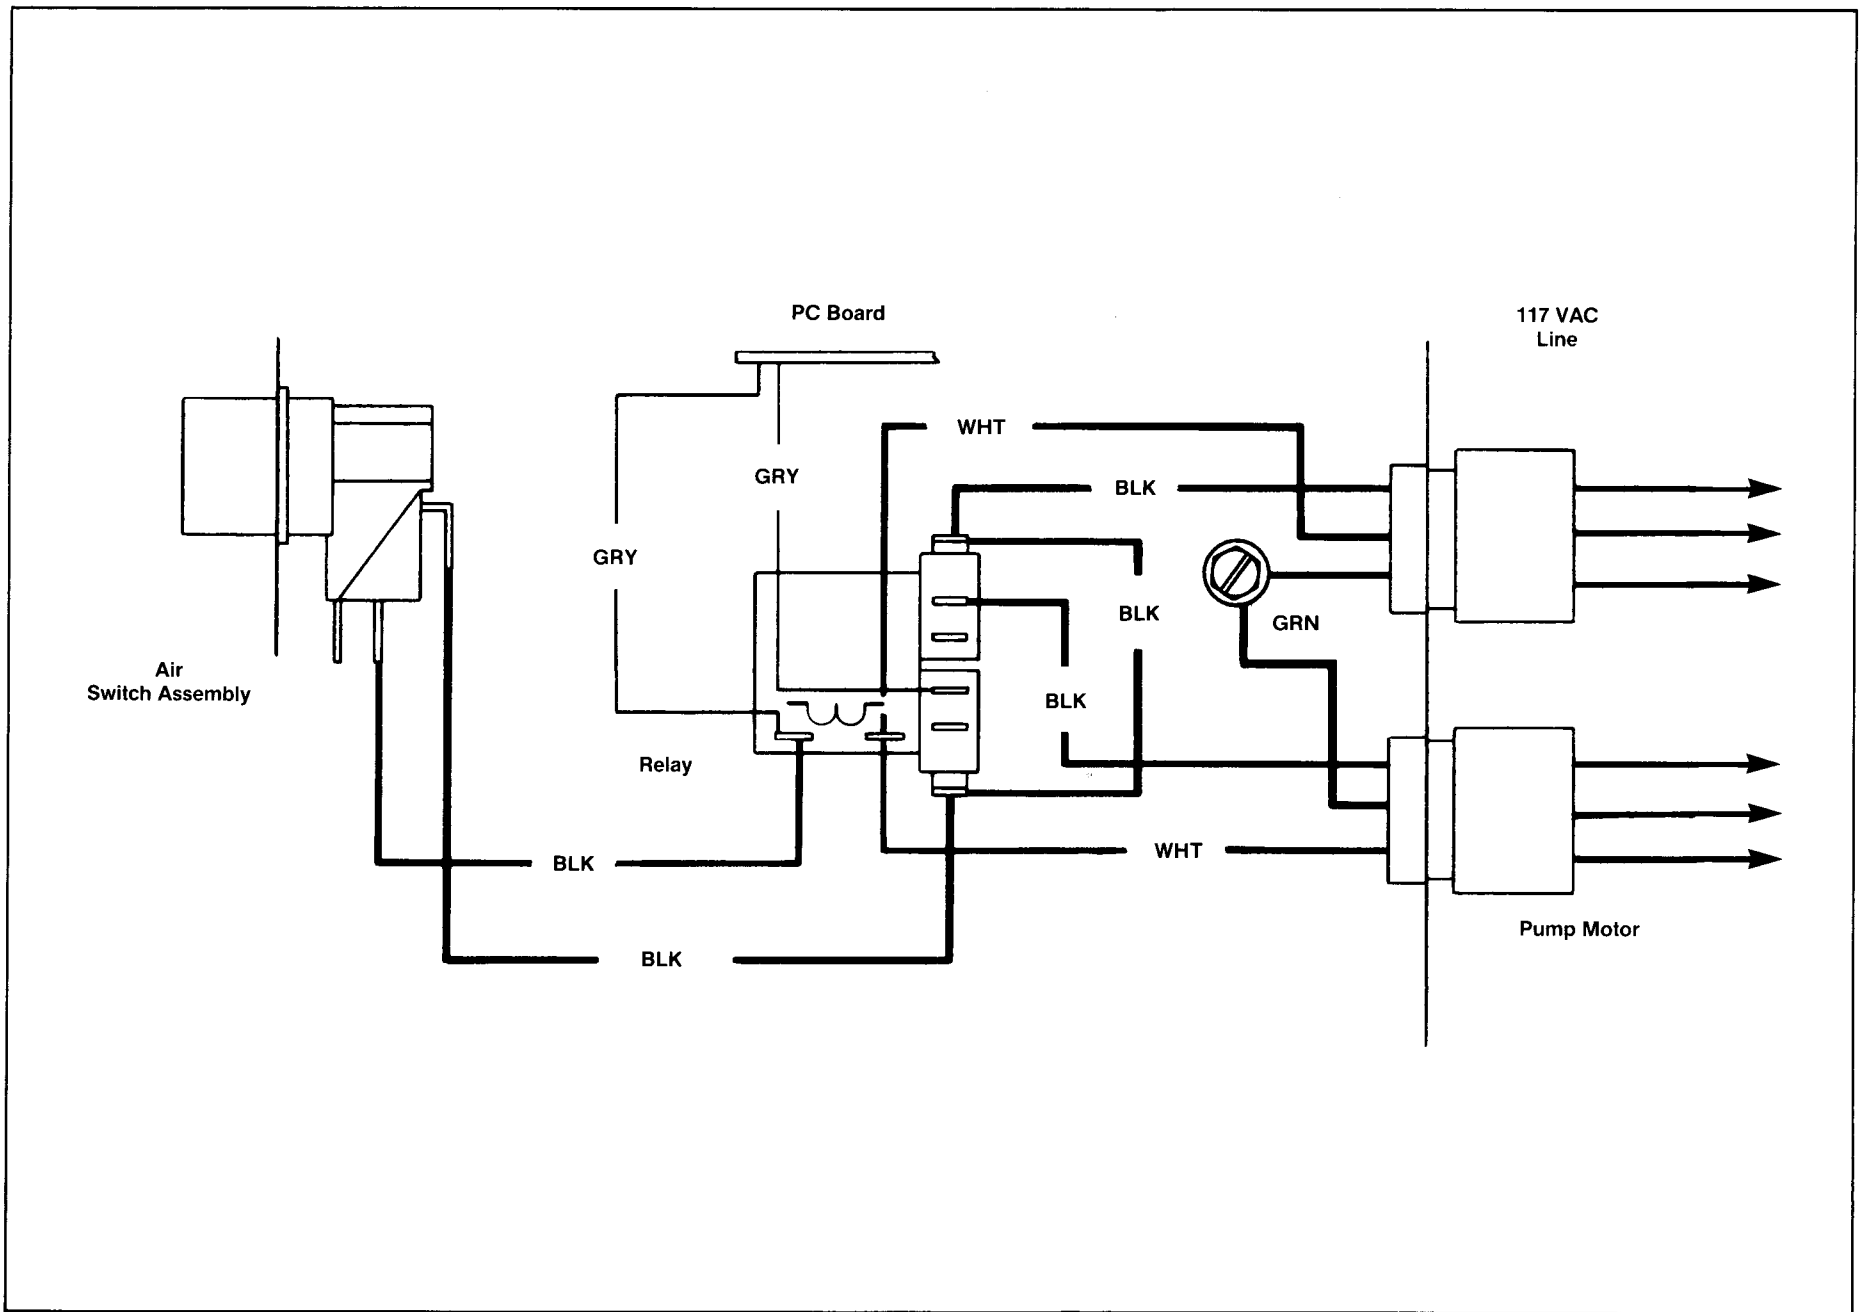 PC Board
117 VAC
Line
WHT
GRY
BLK
GRY
BLK
GRN
Air
Switch Assembly
BLK
Relay
WHT
BLK
Pump Motor
BLK